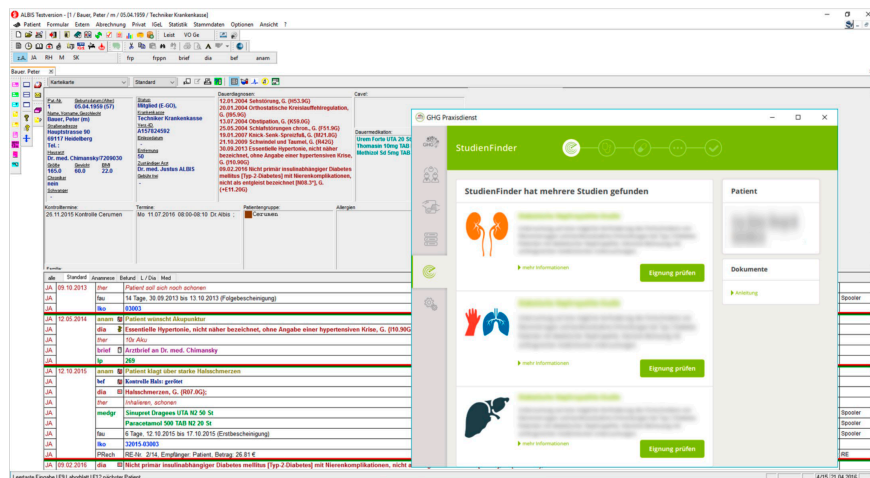 ALBIS Testversion - [1 / Bauer, Peter / m / 05.04.1959 / Techniker Krankenkasse]
Patient Formular Extern Abrechnung Privat IGeL Statistik Stammdaten Optionen Ansicht ?
Leist VO Ge
z.A. JA RH M SK frp frppn brief dia bef anam
Bauer, Peter
Karteikarte Standard
Pat.-Nr. Geburtsdatum (Alter)
1 05.04.1959 (57)
Name, Vorname, Geschlecht
Bauer, Peter (m)
Straßenadresse
Hauptstrasse 90
69117 Heidelberg
Tel. :
Hausarzt
Dr. med. Chimansky/T209030
Größe Gewicht BMI
165.0 60.0 22.0
Chroniker
nein
Schwanger
-
Status
Mitglied (E-GO),
Krankenkasse
Techniker Krankenkasse
Vers.-ID
A157824592
Einlesedatum
-
Entfernung
50
Zuständiger Arzt
Dr. med. Justus ALBIS
Gebühr frei
-
Dauerdiagnosen:
12.01.2004 Sehstörung, G. (H53.9G)
20.01.2004 Orthostatische Kreislauffehlregulation,
G. (I95.9G)
13.07.2004 Obstipation, G. (K59.0G)
25.05.2004 Schlafstörungen chron., G. (F51.9G)
19.01.2007 Knick-Senk-Spreizfuß, G. (M21.8G)
21.10.2009 Schwindel und Taumel, G. (R42G)
30.09.2013 Essentielle Hypertonie, nicht näher
bezeichnet, ohne Angabe einer hypertensiven Krise,
G. (I10.90G)
09.02.2016 Nicht primär insulinabhängiger Diabetes
mellitus [Typ-2-Diabetes] mit Nierenkomplikationen,
nicht als entgleist bezeichnet [N08.3*], G.
(+E11.20G)
Cave!:
Dauermedikation:
Urem Forte UTA 20 St
Thomasin 10mg TAB
Methizol 5d 5mg TAB
Kontrolltermine:
26.11.2015 Kontrolle Cerumen
Termine:
Mo 11.07.2016 08:00-08:10 Dr. Albis ;
Patientengruppe:
Cerumen
Allergien
Familie
alle Standard Anamnese Befund L / Dia Med
JA 09.10.2013 ther Patient soll sich noch schonen
JA fau 14 Tage, 30.09.2013 bis 13.10.2013 (Folgebescheinigung) Spooler
JA lko 03003
JA 12.05.2014 anam Patient wünscht Akupunktur
JA dia Essentielle Hypertonie, nicht näher bezeichnet, ohne Angabe einer hypertensiven Krise, G. (I10.90G
JA ther 10x Aku
JA brief Arztbrief an Dr. med. Chimansky
JA lp 269
JA 12.10.2015 anam Patient klagt über starke Halsschmerzen
JA bef Kontrolle Hals: gerötet
JA dia Halsschmerzen, G. (R07.0G);
JA ther Inhalieren, schonen
JA medgr Sinupret Dragees UTA N2 50 St Spooler
JA Paracetamol 500 TAB N2 20 St Spooler
JA fau 6 Tage, 12.10.2015 bis 17.10.2015 (Erstbescheinigung) Spooler
JA lko 32015-03003
JA PRech RE-Nr. 2/14, Empfänger: Patient, Betrag: 26.81 € RE
JA 09.02.2016 dia Nicht primär insulinabhängiger Diabetes mellitus [Typ-2-Diabetes] mit Nierenkomplikationen, nicht a
GHG Praxisdienst
StudienFinder
StudienFinder hat mehrere Studien gefunden
mehr Informationen
Eignung prüfen
mehr Informationen
Eignung prüfen
mehr Informationen
Eignung prüfen
Patient
Dokumente
Anleitung
4/15 21.04.2016